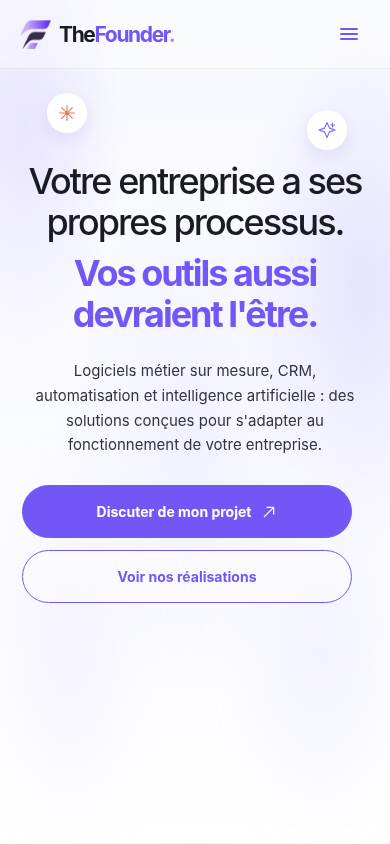 TheFounder.
Votre entreprise a ses
propres processus.
Vos outils aussi
devraient l'être.
Logiciels métier sur mesure, CRM,
automatisation et intelligence artificielle : des
solutions conçues pour s'adapter au
fonctionnement de votre entreprise.
Discuter de mon projet
Voir nos réalisations